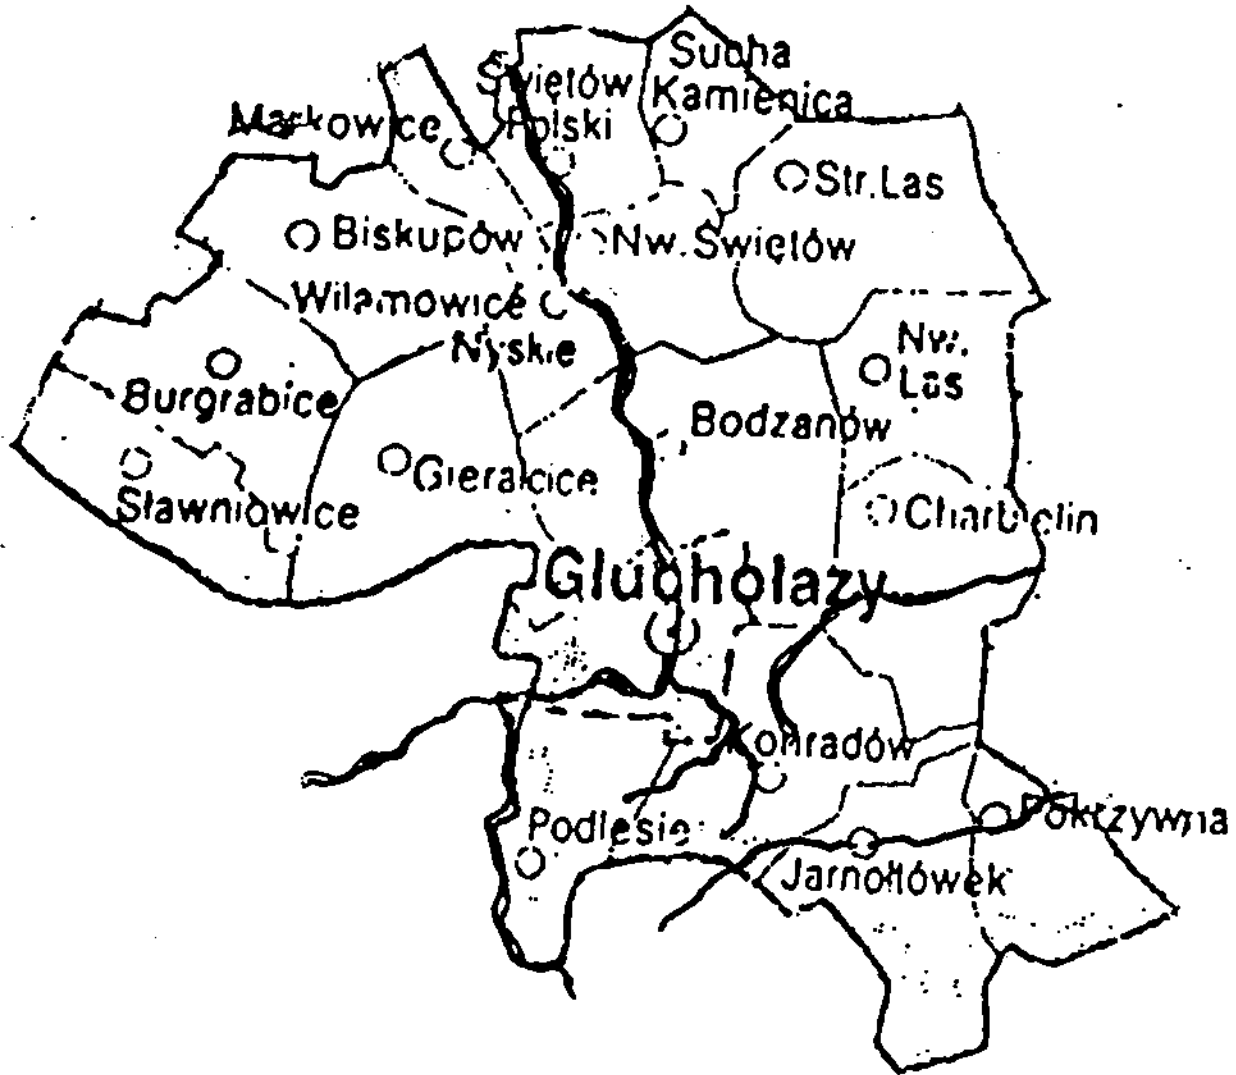 Sucha
Kamienica
Świętów
Polski
Markowice
Str. Las
Biskupów
Nw. Świętów
Wilamowice
Nyskie
Nw.
Las
Burgrabice
Bodzanów
Gierałcice
Sławniowice
Charbielin
Głuchołazy
Konradów
Podlesie
Pokrzywna
Jarnołtówek